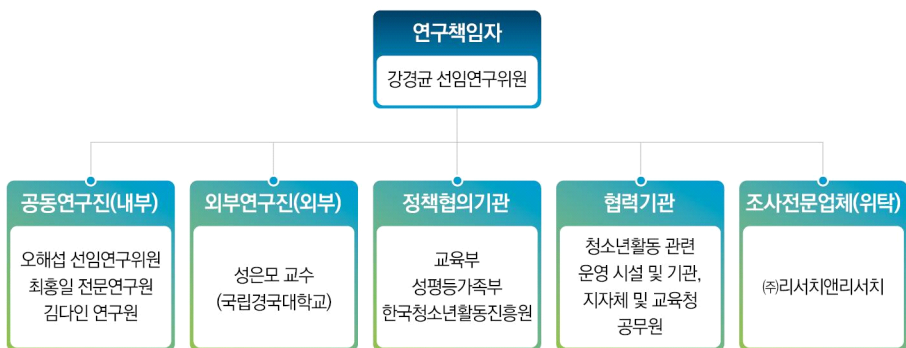 연구책임자
강경균 선임연구위원
공동연구진(내부)
오해섭 선임연구위원
최홍일 전문연구원
김다인 연구원
외부연구진(외부)
성은모 교수
(국립경국대학교)
정책협의기관
교육부
성평등가족부
한국청소년활동진흥원
협력기관
청소년활동 관련
운영 시설 및 기관,
지자체 및 교육청
공무원
조사전문업체(위탁)
㈜리서치앤리서치